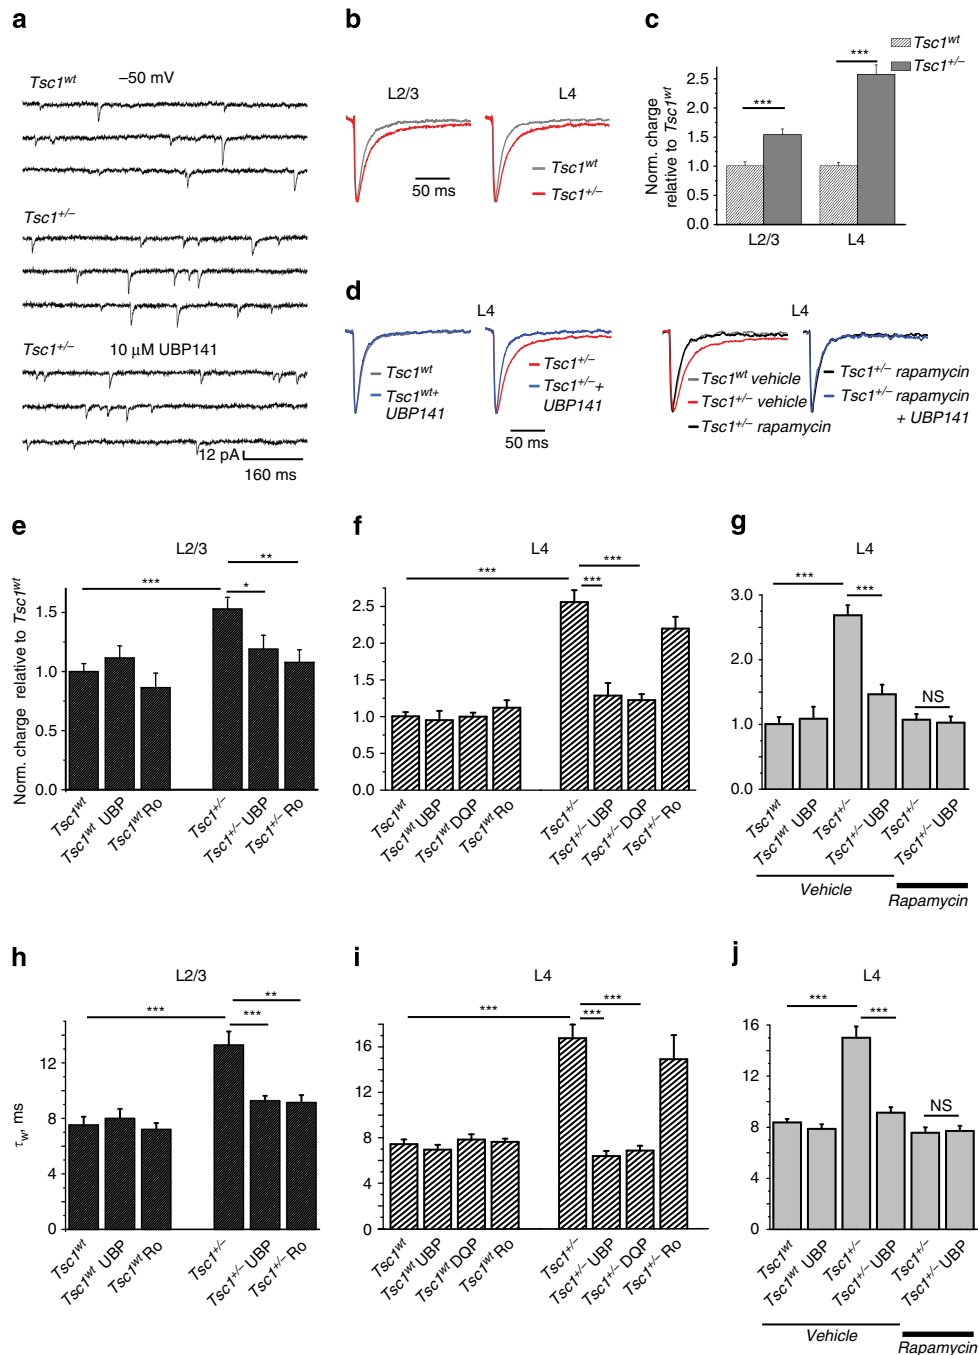 a
Tsc1wt
–50 mV
Tsc1+/–
Tsc1+/– 10 μM UBP141
12 pA
160 ms
b
L2/3
L4
50 ms
Tsc1wt
Tsc1+/–
c
Tsc1wt
Tsc1+/–
Norm. charge relative to Tsc1wt
2.5
2.0
1.5
1.0
0.5
0.0
***
***
L2/3
L4
d
L4
Tsc1wt
Tsc1wt+ UBP141
Tsc1+/–
Tsc1+/–+ UBP141
50 ms
L4
Tsc1wt vehicle
Tsc1+/– vehicle
Tsc1+/– rapamycin
Tsc1+/– rapamycin
Tsc1+/– rapamycin + UBP141
e
L2/3
Norm. charge relative to Tsc1wt
1.5
1.0
0.5
0.0
***
*
**
Tsc1wt
Tsc1wt UBP
Tsc1wt Ro
Tsc1+/–
Tsc1+/– UBP
Tsc1+/– Ro
f
L4
2.5
2.0
1.5
1.0
0.5
0.0
***
***
***
Tsc1wt
Tsc1wt UBP
Tsc1wt DQP
Tsc1wt Ro
Tsc1+/–
Tsc1+/– UBP
Tsc1+/– DQP
Tsc1+/– Ro
g
L4
3.0
2.0
1.0
0.0
***
***
NS
Tsc1wt
Tsc1wt UBP
Tsc1+/–
Tsc1+/– UBP
Tsc1+/–
Tsc1+/– UBP
Vehicle
Rapamycin
h
L2/3
τw, ms
12
8
4
0
***
***
**
Tsc1wt
Tsc1wt UBP
Tsc1wt Ro
Tsc1+/–
Tsc1+/– UBP
Tsc1+/– Ro
i
L4
16
12
8
4
0
***
***
***
Tsc1wt
Tsc1wt UBP
Tsc1wt DQP
Tsc1wt Ro
Tsc1+/–
Tsc1+/– UBP
Tsc1+/– DQP
Tsc1+/– Ro
j
L4
16
12
8
4
0
***
***
NS
Tsc1wt
Tsc1wt UBP
Tsc1+/–
Tsc1+/– UBP
Tsc1+/–
Tsc1+/– UBP
Vehicle
Rapamycin